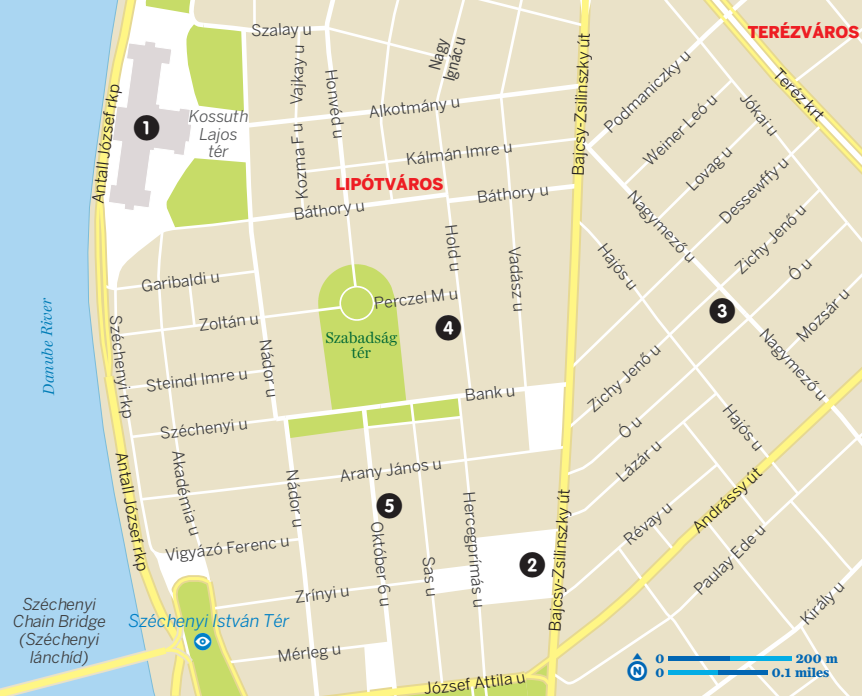 Szalay u
Nagy
Ignác u
TERÉZVÁROS
Teréz krt
Antall József rkp
1
Kossuth
Lajos
tér
Vajkay u
Honvéd u
Alkotmány u
Bajcsy-Zsilinszky út
Podmaniczky u
Weiner Leó u
Jókai u
Kozma F u
Kálmán Imre u
LIPÓTVÁROS
Báthory u
Báthory u
Lovag u
Dessewffy u
Nagymező u
Hold u
Vadász u
Hajós u
Zichy Jenő u
Ó u
Mozsár u
Garibaldi u
Perczel M u
Zoltán u
Szabadság
tér
4
3
Danube River
Széchenyi rkp
Nádor u
Steindl Imre u
Bank u
Zichy Jenő u
Nagymező u
Széchenyi u
Ó u
Hajós u
Lázár u
Antall József rkp
Akadémia u
Nádor u
Arany János u
5
Hercegprímás u
Bajcsy-Zsilinszky út
Andrássy út
Révay u
Vigyázó Ferenc u
Október 6 u
Sas u
2
Paulay Ede u
Zrínyi u
Király u
Széchenyi
Chain Bridge
(Széchenyi
lánchíd)
Széchenyi István Tér
Mérleg u
József Attila u
N
0 200 m
0 0.1 miles